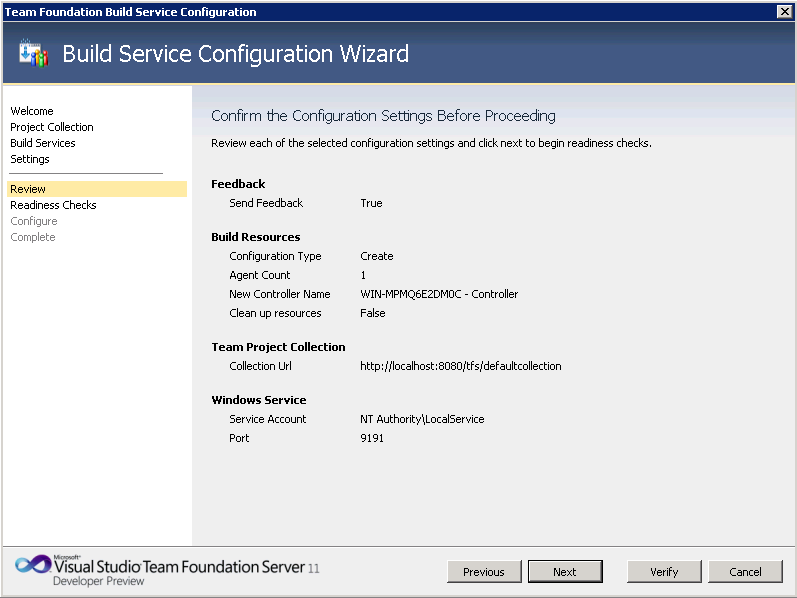 Team Foundation Build Service Configuration
Build Service Configuration Wizard
Welcome
Project Collection
Build Services
Settings
Review
Readiness Checks
Configure
Complete
Confirm the Configuration Settings Before Proceeding
Review each of the selected configuration settings and click next to begin readiness checks.
Feedback
Send Feedback True
Build Resources
Configuration Type Create
Agent Count 1
New Controller Name WIN-MPMQ6E2DM0C - Controller
Clean up resources False
Team Project Collection
Collection Url http://localhost:8080/tfs/defaultcollection
Windows Service
Service Account NT Authority\LocalService
Port 9191
Microsoft®
Visual Studio Team Foundation Server 11
Developer Preview
Previous Next Verify Cancel